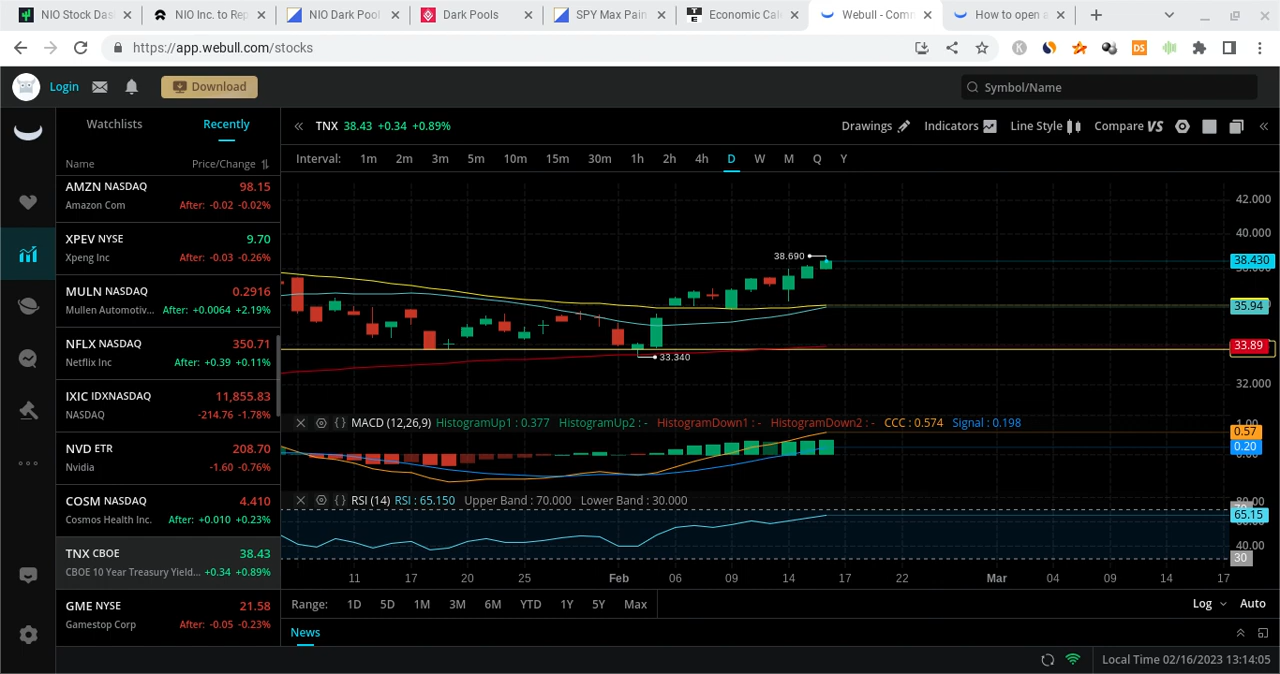 NIO Stock Das
NIO Inc. to Rep
NIO Dark Pool
Dark Pools
SPY Max Pain
Economic Cale
Webull - Comm
How to open a
https://app.webull.com/stocks
Login
Download
Symbol/Name
Watchlists Recently
Name Price/Change
AMZN NASDAQ 98.15
Amazon Com After: -0.02 -0.02%
XPEV NYSE 9.70
Xpeng Inc After: -0.03 -0.26%
MULN NASDAQ 0.2916
Mullen Automotiv... After: +0.0064 +2.19%
NFLX NASDAQ 350.71
Netflix Inc After: +0.39 +0.11%
IXIC IDXNASDAQ 11,855.83
NASDAQ -214.76 -1.78%
NVD ETR 208.70
Nvidia -1.60 -0.76%
COSM NASDAQ 4.410
Cosmos Health Inc. After: +0.010 +0.23%
TNX CBOE 38.43
CBOE 10 Year Treasury Yield... +0.34 +0.89%
GME NYSE 21.58
Gamestop Corp After: -0.05 -0.23%
TNX 38.43 +0.34 +0.89%
Drawings Indicators Line Style Compare VS
Interval: 1m 2m 3m 5m 10m 15m 30m 1h 2h 4h D W M Q Y
42.000
40.000
38.690
38.430
35.94
33.89
33.340
32.000
MACD (12,26,9) HistogramUp1 : 0.377 HistogramUp2 : - HistogramDown1 : - HistogramDown2 : - CCC : 0.574 Signal : 0.198
0.57
0.20
RSI (14) RSI : 65.150 Upper Band : 70.000 Lower Band : 30.000
65.15
40.00
30
11 17 20 25 Feb 06 09 14 17 22 Mar 04 09 14 17
Range: 1D 5D 1M 3M 6M YTD 1Y 5Y Max
Log Auto
News
Local Time 02/16/2023 13:14:05